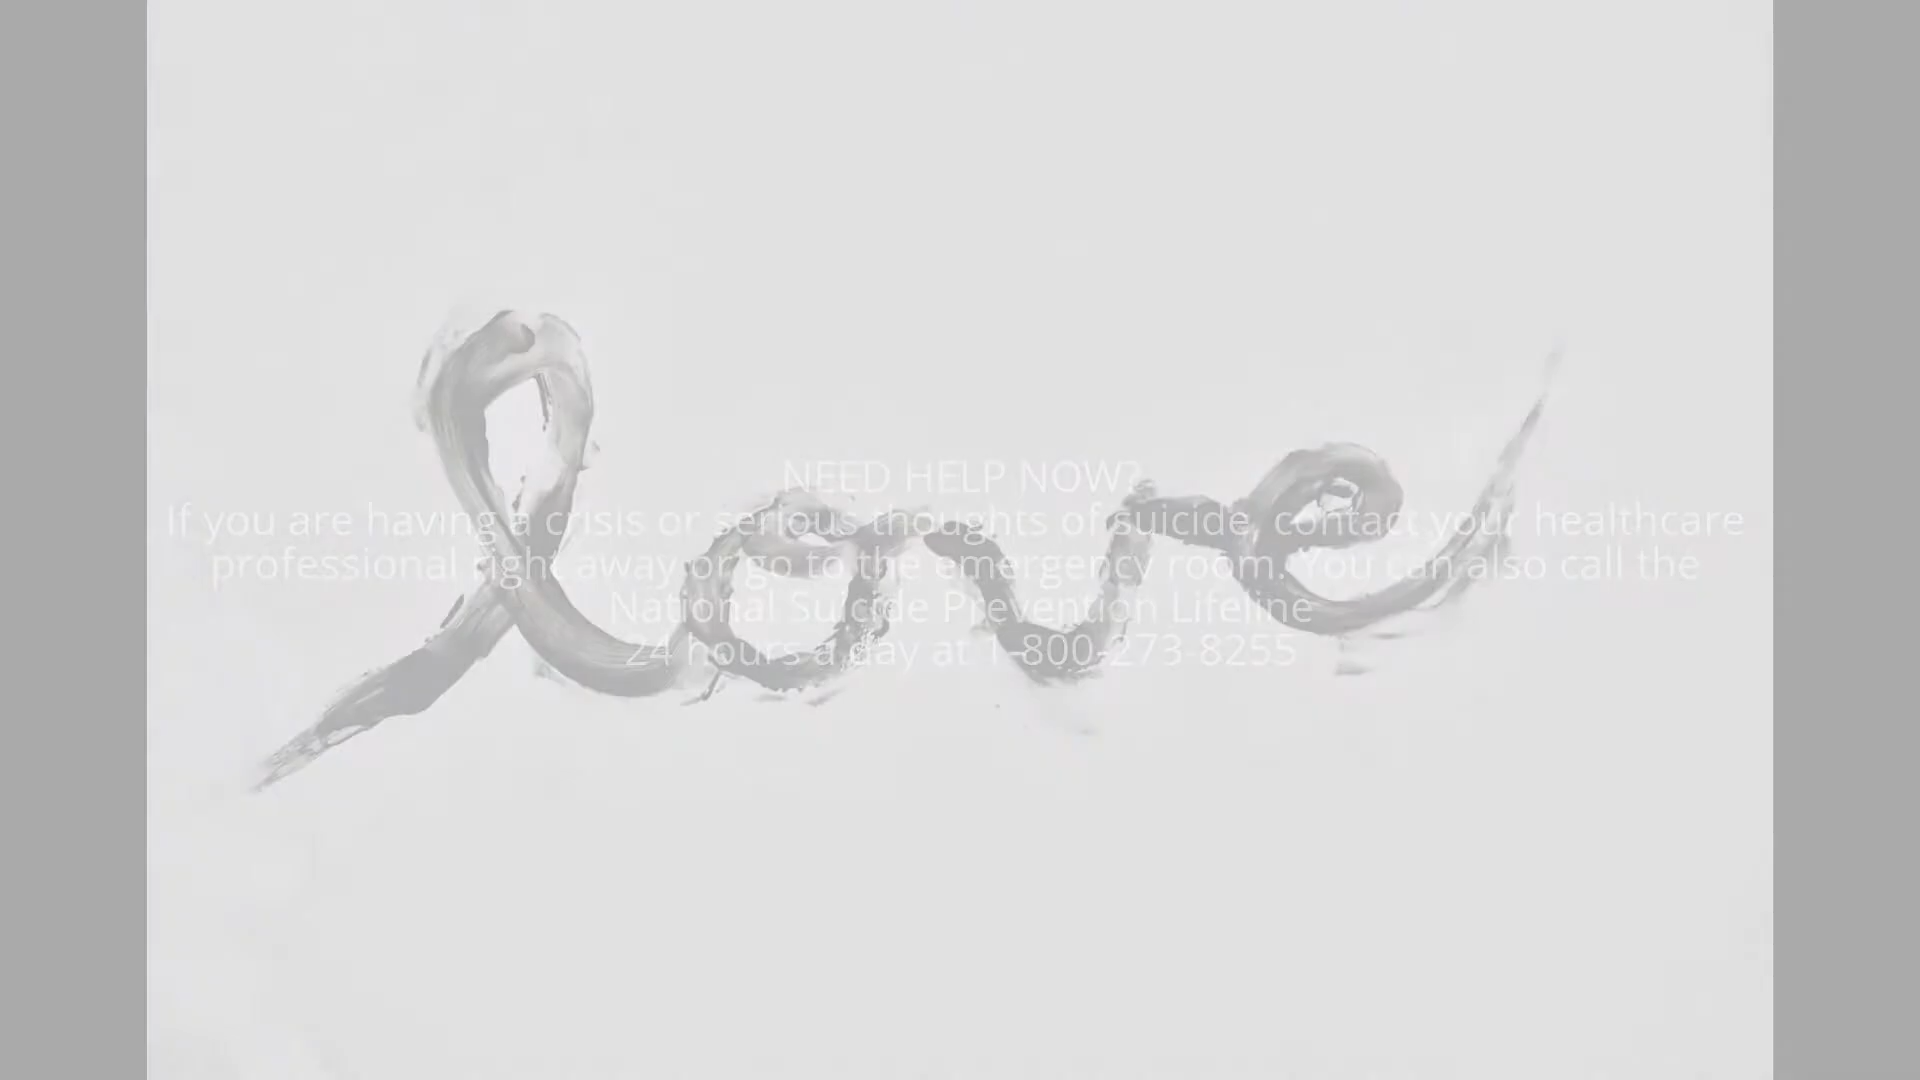 love
NEED HELP NOW?
If you are having a crisis or serious thoughts of suicide, contact your healthcare
professional right away or go to the emergency room. You can also call the
National Suicide Prevention Lifeline
24 hours a day at 1-800-273-8255